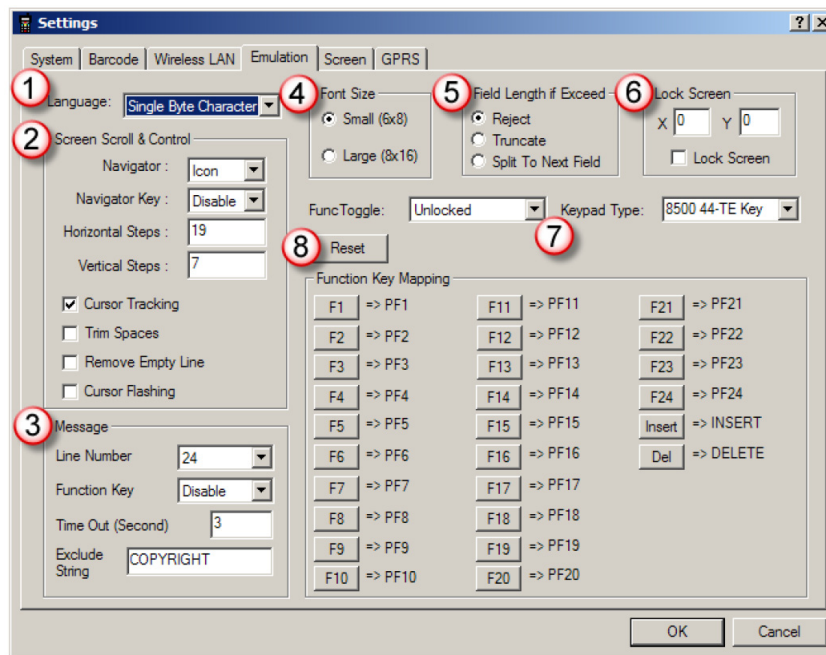 Settings
System Barcode Wireless LAN Emulation Screen GPRS
1
Language: Single Byte Character
2
Screen Scroll & Control
Navigator : Icon
Navigator Key : Disable
Horizontal Steps : 19
Vertical Steps : 7
Cursor Tracking
Trim Spaces
Remove Empty Line
Cursor Flashing
3
Message
Line Number 24
Function Key Disable
Time Out (Second) 3
Exclude String COPYRIGHT
4
Font Size
Small (6x8)
Large (8x16)
5
Field Length if Exceed
Reject
Truncate
Split To Next Field
6
Lock Screen
X 0 Y 0
Lock Screen
FuncToggle: Unlocked
7
Keypad Type: 8500 44-TE Key
8
Reset
Function Key Mapping
F1 => PF1
F2 => PF2
F3 => PF3
F4 => PF4
F5 => PF5
F6 => PF6
F7 => PF7
F8 => PF8
F9 => PF9
F10 => PF10
F11 => PF11
F12 => PF12
F13 => PF13
F14 => PF14
F15 => PF15
F16 => PF16
F17 => PF17
F18 => PF18
F19 => PF19
F20 => PF20
F21 => PF21
F22 => PF22
F23 => PF23
F24 => PF24
Insert => INSERT
Del => DELETE
OK Cancel